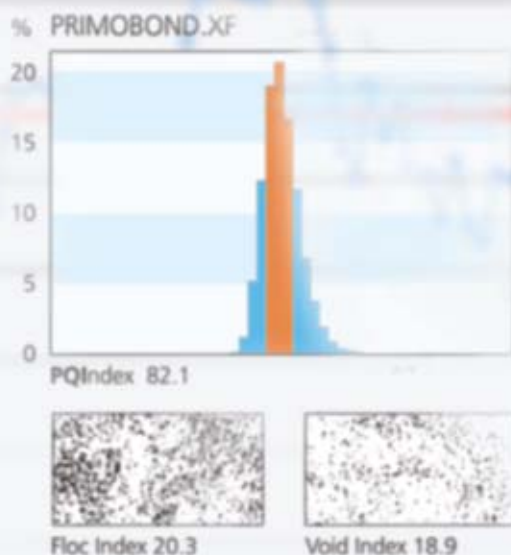 % PRIMOBOND.XF
20
15
10
5
0
PQIndex 82.1
Floc Index 20.3
Void Index 18.9